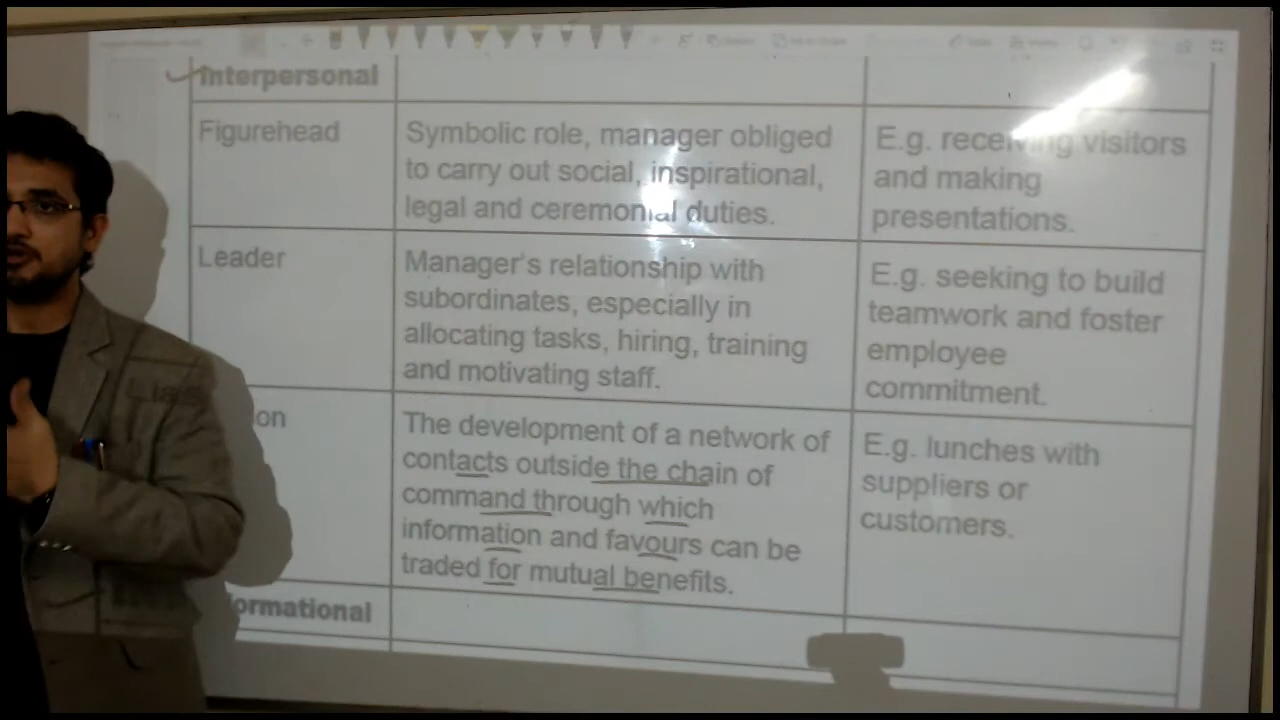 Interpersonal
Figurehead
Symbolic role, manager obliged
to carry out social, inspirational,
legal and ceremonial duties.
E.g. receiving visitors
and making
presentations.
Leader
Manager's relationship with
subordinates, especially in
allocating tasks, hiring, training
and motivating staff.
E.g. seeking to build
teamwork and foster
employee
commitment.
Lias
on
The development of a network of
contacts outside the chain of
command through which
information and favours can be
traded for mutual benefits.
E.g. lunches with
suppliers or
customers.
ormational